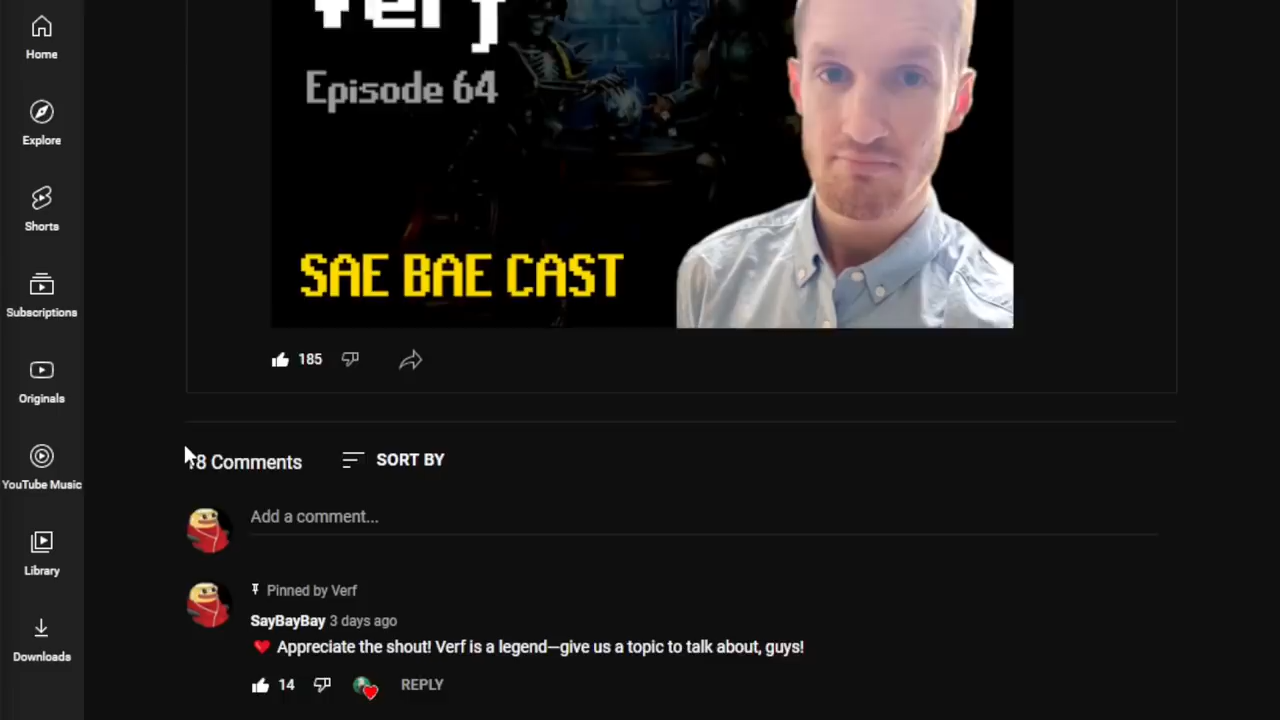 Home
Explore
Shorts
Subscriptions
Originals
YouTube Music
Library
Downloads
Verf
Episode 64
SAE BAE CAST
185
8 Comments
SORT BY
Add a comment...
Pinned by Verf
SayBayBay 3 days ago
❤️ Appreciate the shout! Verf is a legend—give us a topic to talk about, guys!
14
REPLY